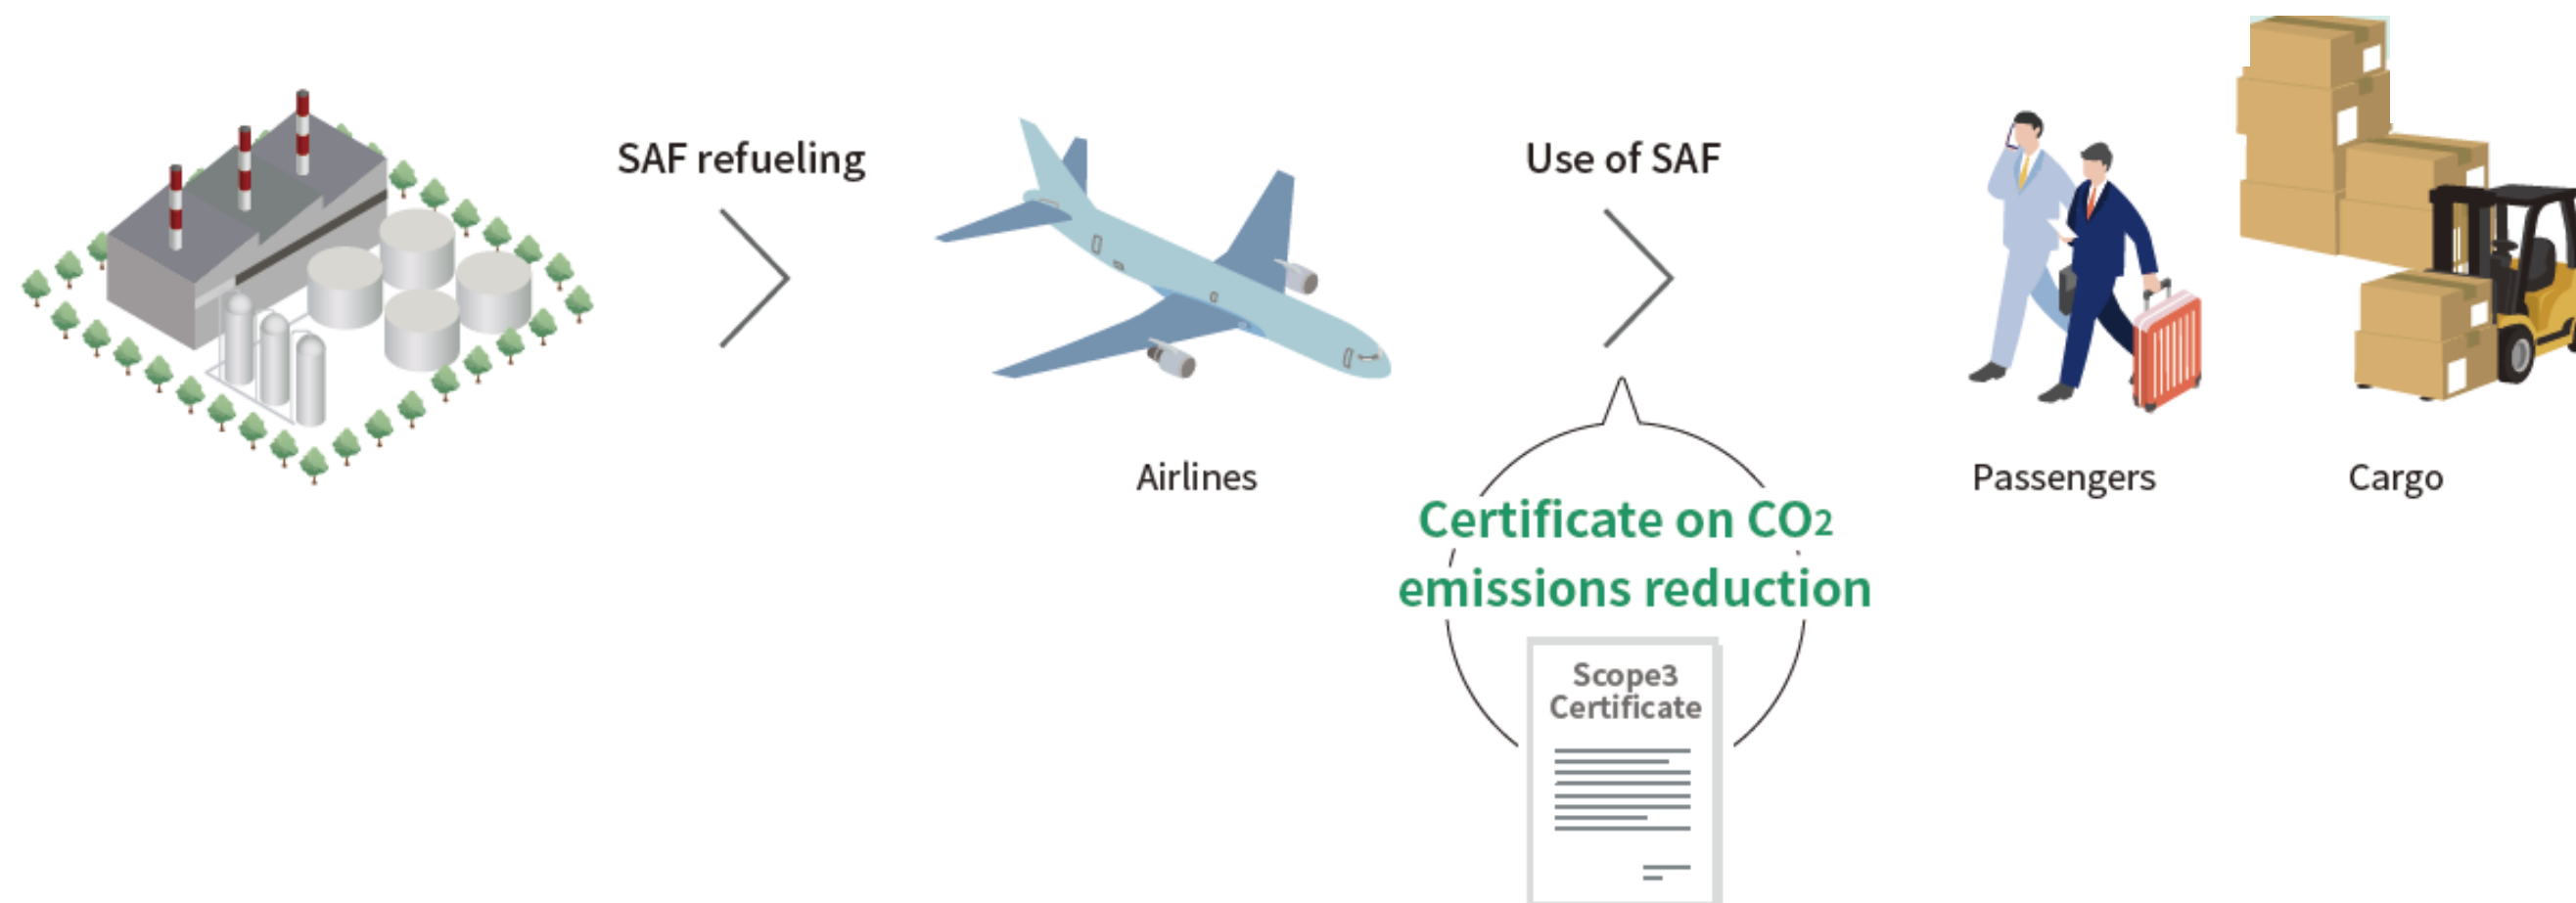 SAF refueling
Use of SAF
Airlines
Passengers
Cargo
Certificate on CO2
emissions reduction
Scope3
Certificate